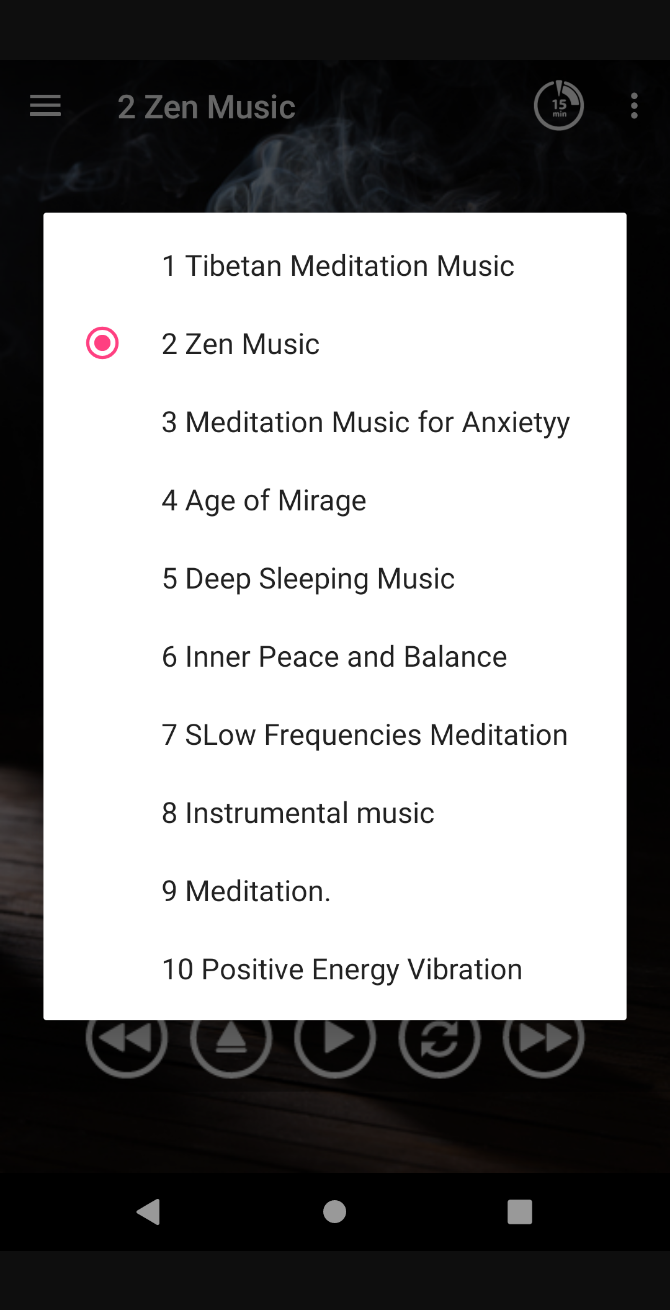 2 Zen Music
15
min
1 Tibetan Meditation Music
2 Zen Music
3 Meditation Music for Anxietyy
4 Age of Mirage
5 Deep Sleeping Music
6 Inner Peace and Balance
7 SLow Frequencies Meditation
8 Instrumental music
9 Meditation.
10 Positive Energy Vibration